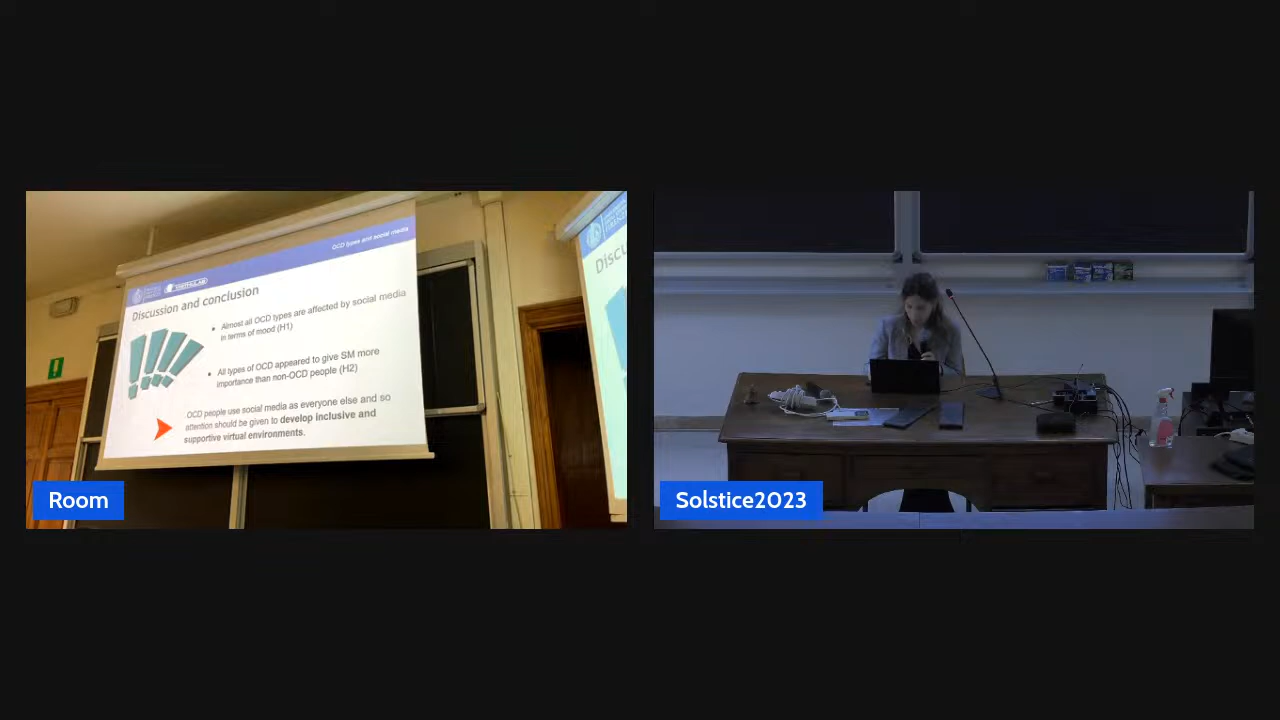 OCD types and social media
Discussion and conclusion
• Almost all OCD types are affected by social media
in terms of mood (H1)
• All types of OCD appeared to give SM more
importance than non-OCD people (H2)
OCD people use social media as everyone else and so
attention should be given to develop inclusive and
supportive virtual environments.
Discu
Room
Solstice2023